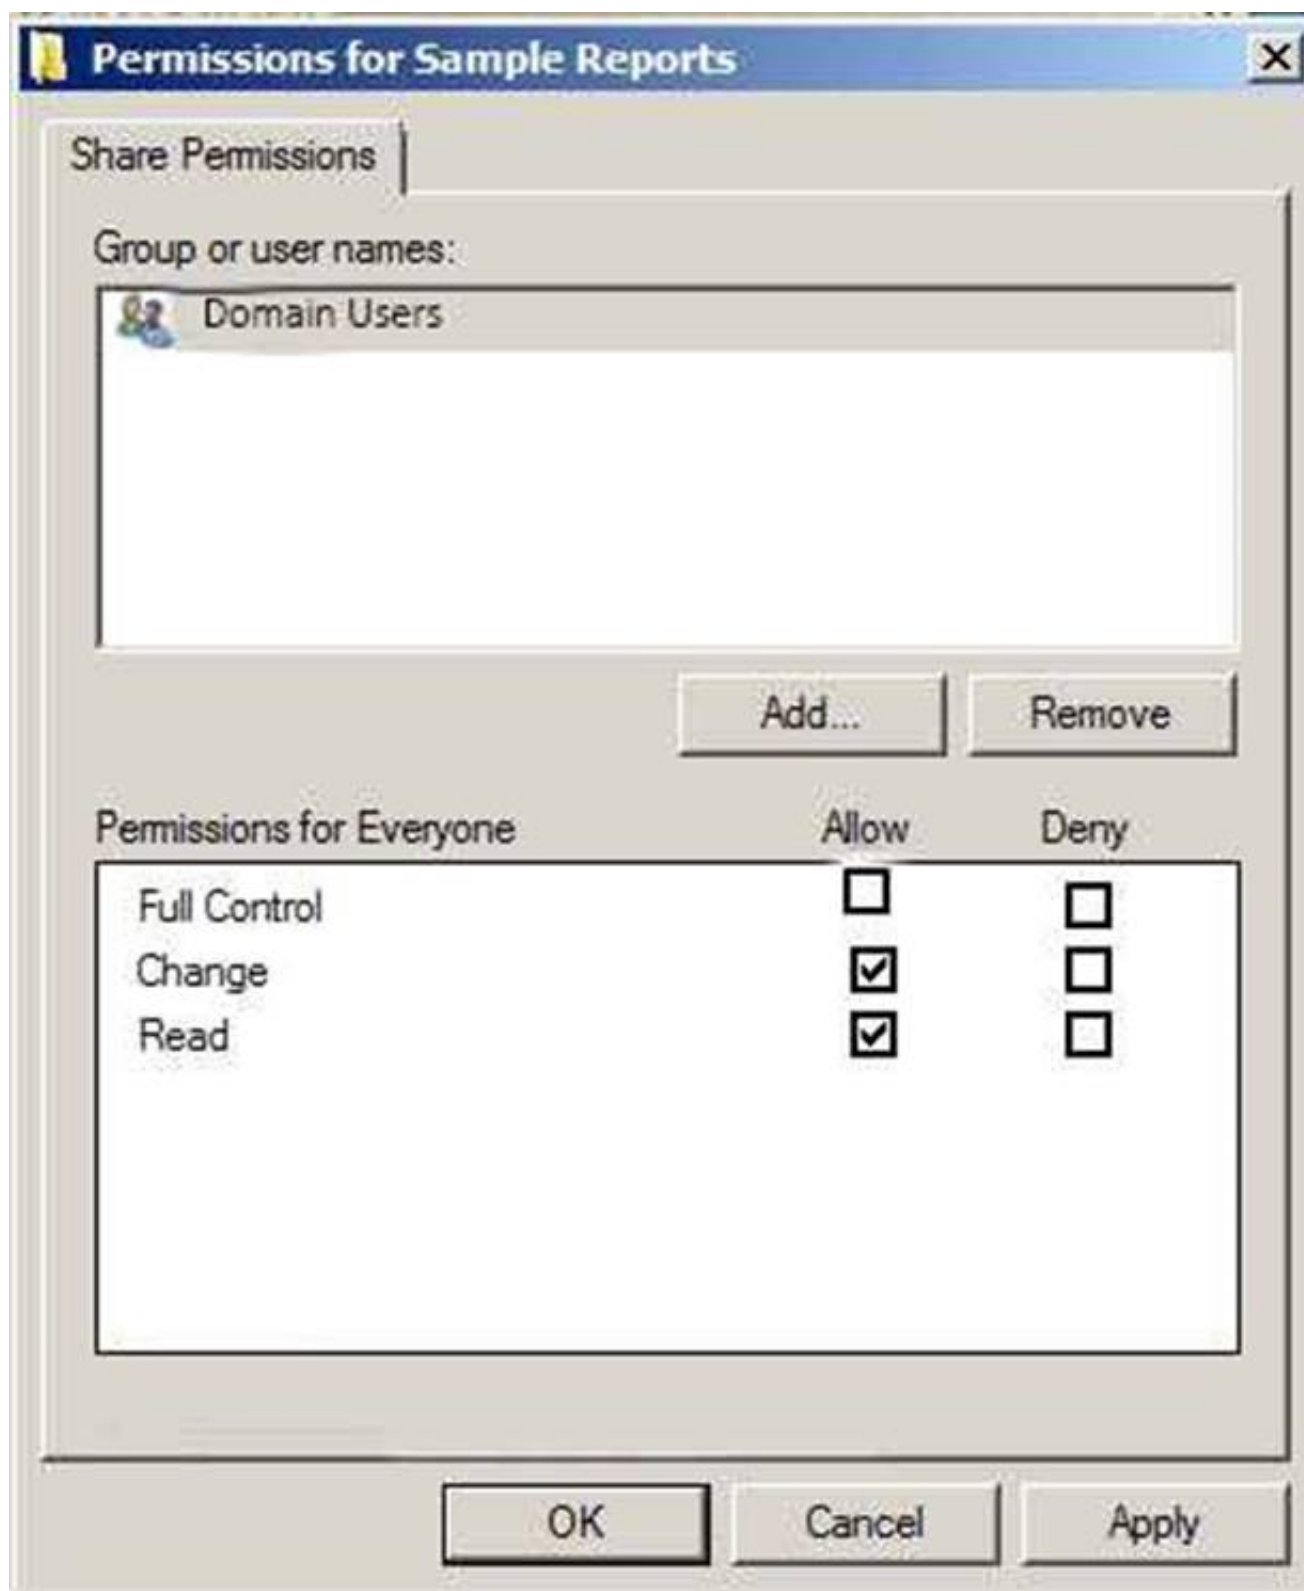 Permissions for Sample Reports
Share Permissions
Group or user names:
Domain Users
Add...
Remove
Permissions for Everyone
Allow
Deny
Full Control
Change
Read
OK
Cancel
Apply